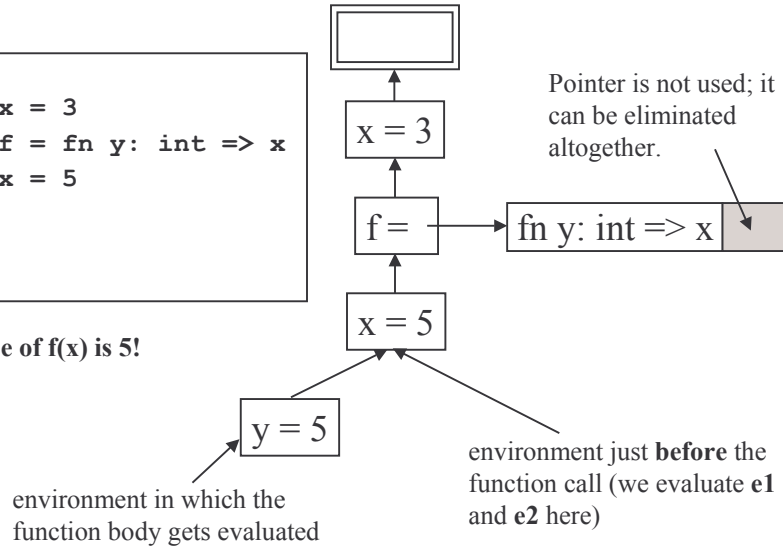 x = 3
f = fn y: int => x
x = 5
e of f(x) is 5!
x = 3
f =
x = 5
y = 5
fn y: int => x
Pointer is not used; it
can be eliminated
altogether.
environment just before the
function call (we evaluate e1
and e2 here)
environment in which the
function body gets evaluated